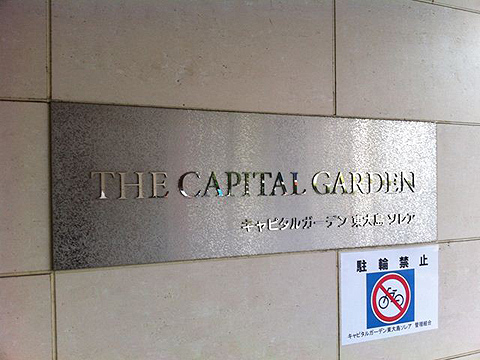 THE CAPITAL GARDEN
キャピタルガーデン 東大島 ソレア
駐輪禁止
キャピタルガーデン東大島ソレア 管理組合